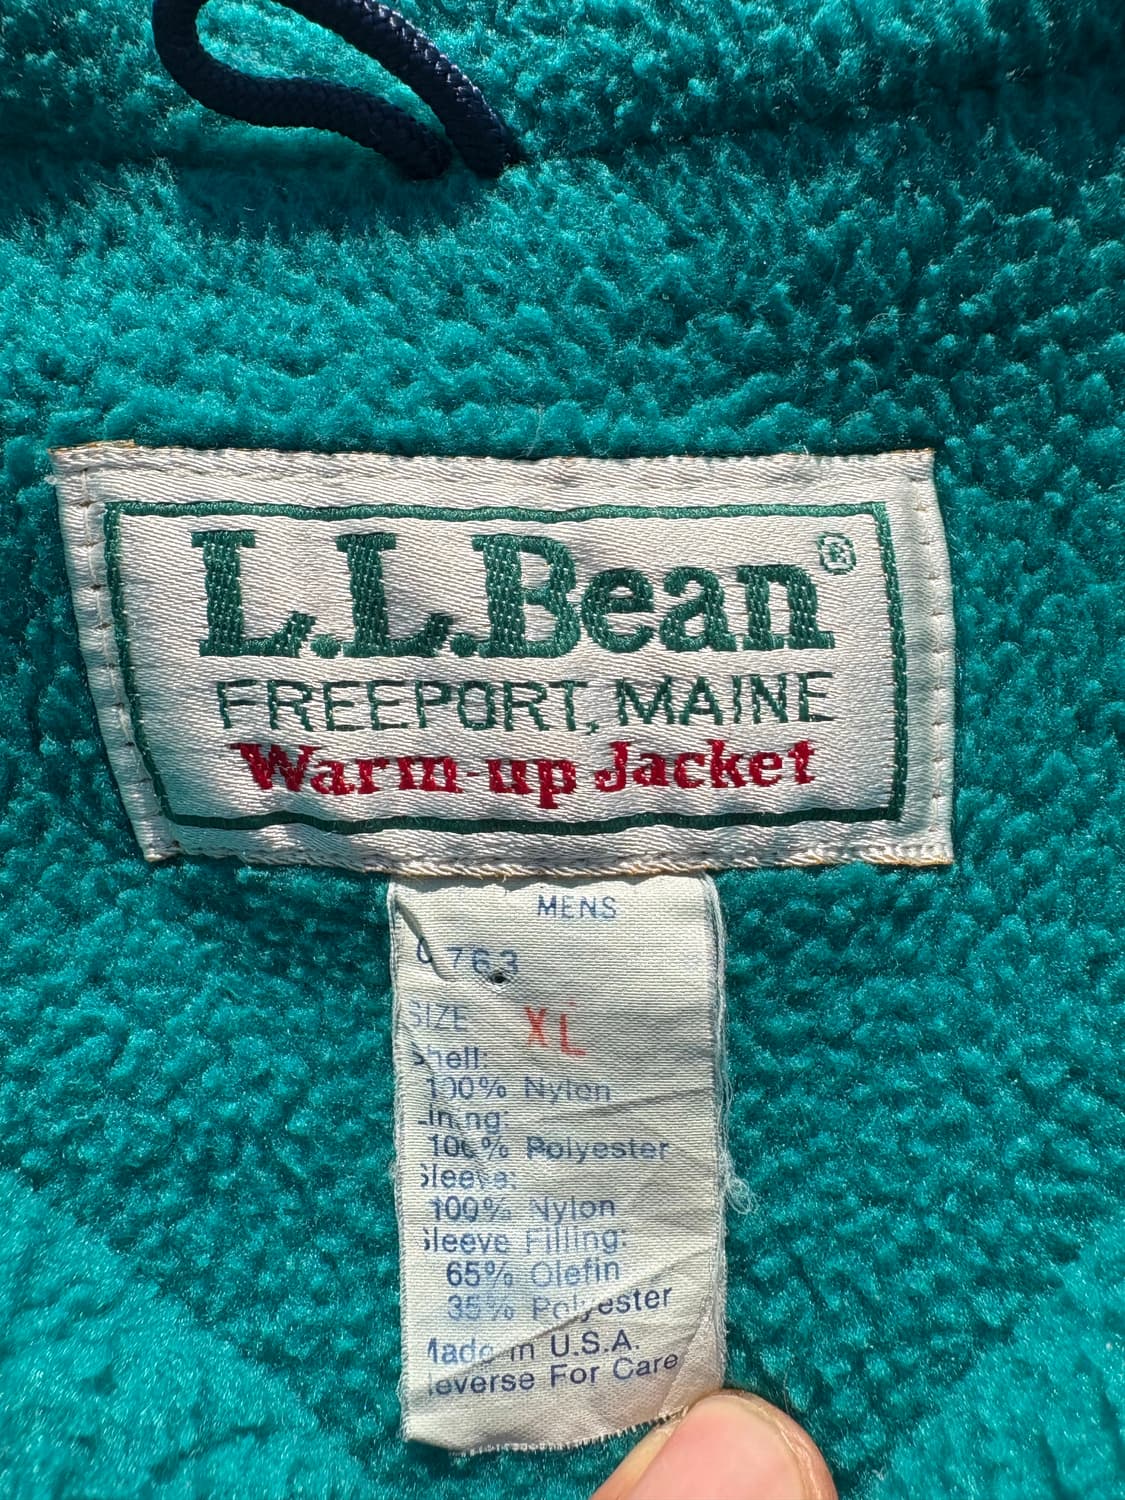 L.L.Bean®
FREEPORT, MAINE
Warm-up Jacket
MENS
9763
SIZE XL
Shell:
100% Nylon
Lining:
100% Polyester
Sleeve:
100% Nylon
Sleeve Filling:
65% Olefin
35% Polyester
Made in U.S.A.
Reverse For Care